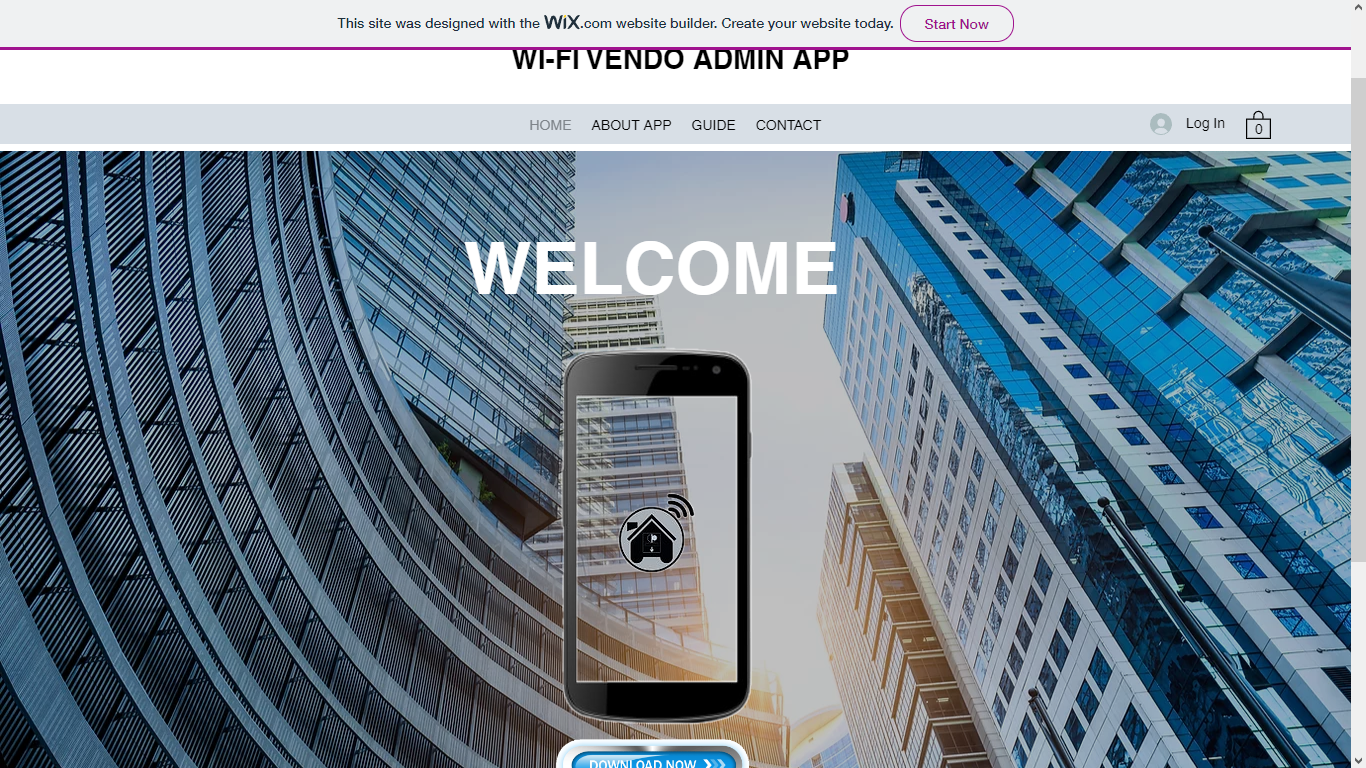 This site was designed with the WiX.com website builder. Create your website today. Start Now
WI-FI VENDO ADMIN APP
HOME ABOUT APP GUIDE CONTACT Log In 0
WELCOME
DOWNLOAD NOW